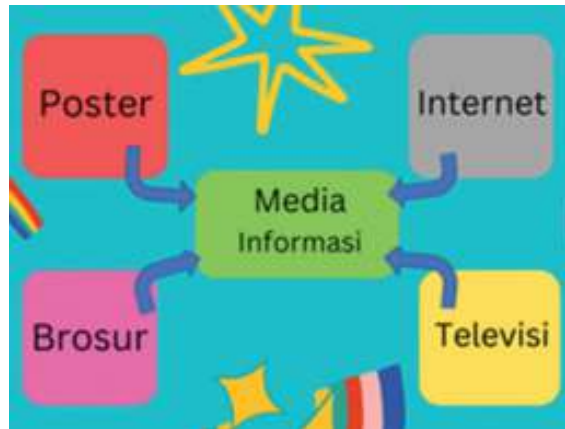 Poster
Internet
Media
Informasi
Brosur
Televisi